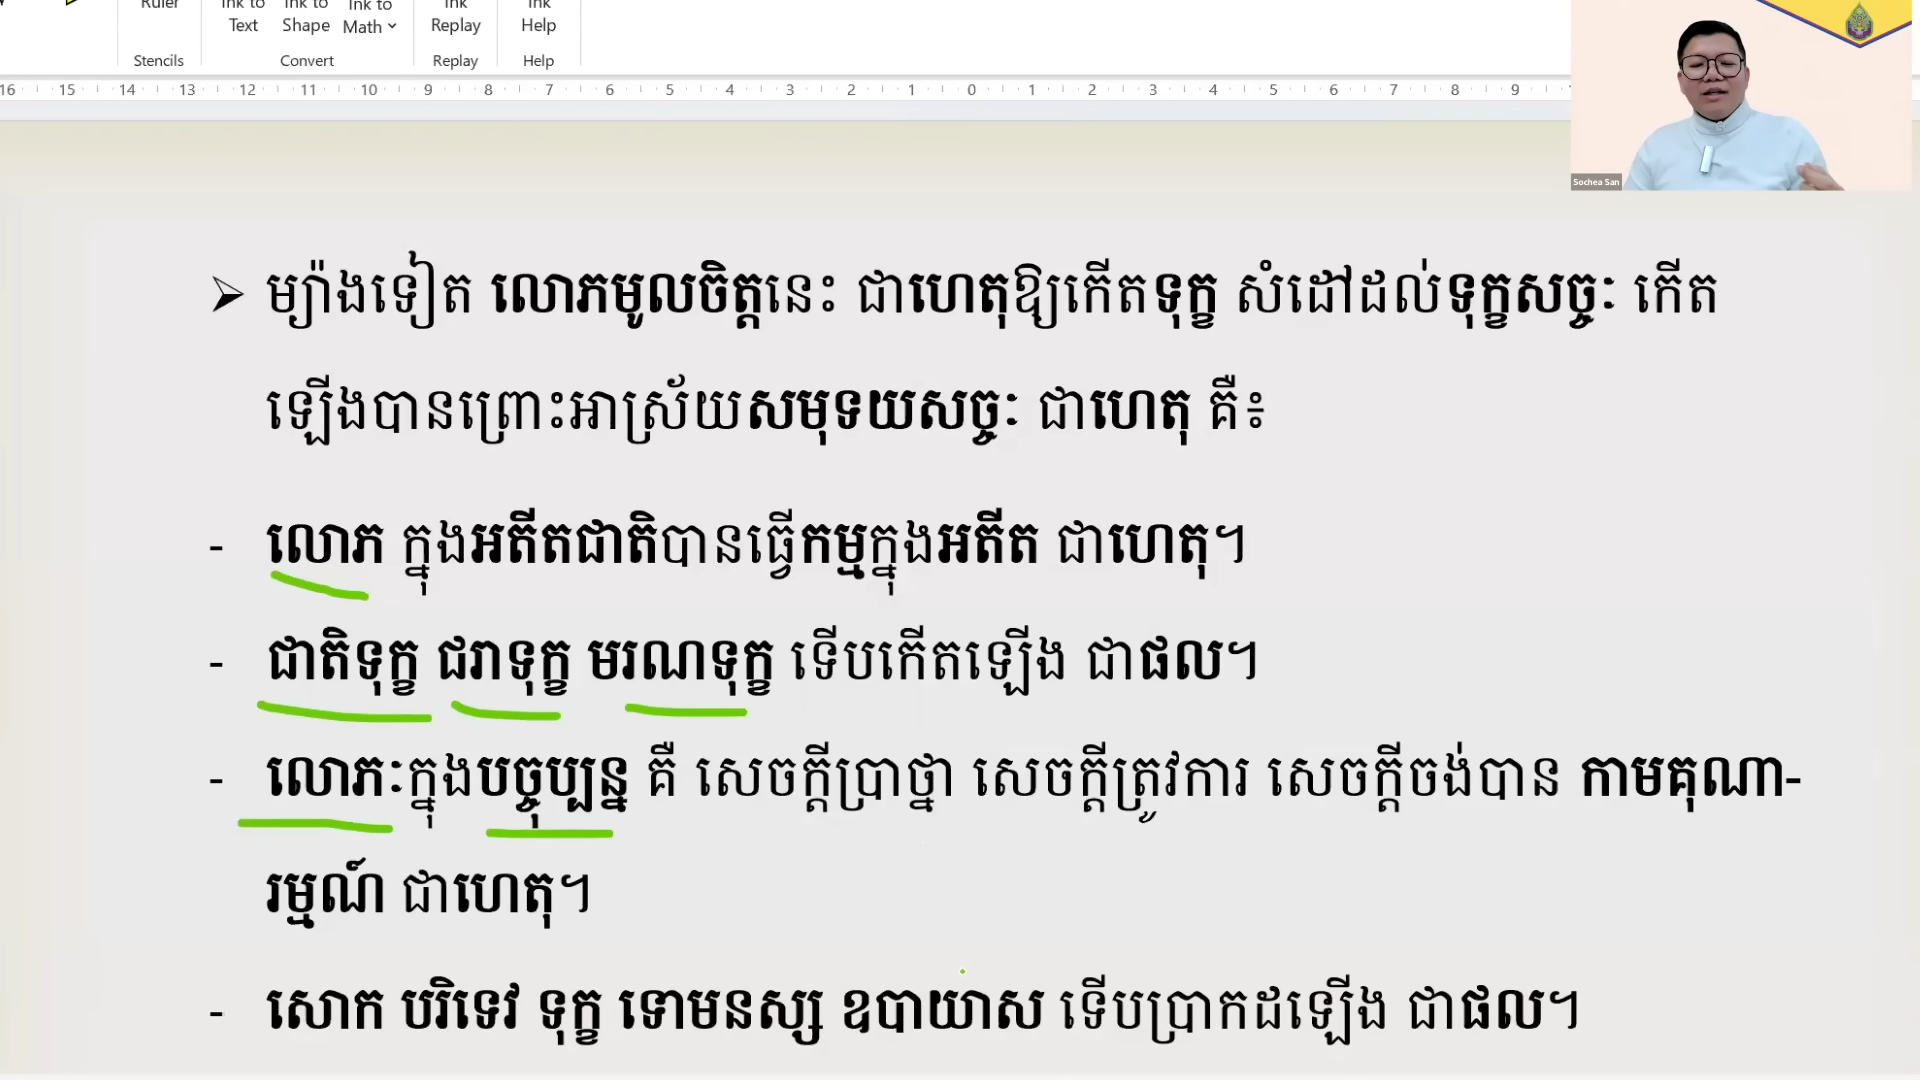 Ruler
Ink to Text
Ink to Shape
Ink to Math
Ink Replay
Ink Help
Stencils Convert Replay Help
16 15 14 13 12 11 10 9 8 7 6 5 4 3 2 1 0 1 2 3 4 5 6 7 8 9
Sochea San
➢ ម្យ៉ាងទៀត លោភមូលចិត្តនេះ ជាហេតុឱ្យកើតទុក្ខ សំដៅដល់ទុក្ខសច្ចៈ កើត
ឡើងបានព្រោះអាស្រ័យសមុទយសច្ចៈ ជាហេតុ គឺ៖
- លោភ ក្នុងអតីតជាតិបានធ្វើកម្មក្នុងអតីត ជាហេតុ។
- ជាតិទុក្ខ ជរាទុក្ខ មរណទុក្ខ ទើបកើតឡើង ជាផល។
- លោភៈក្នុងបច្ចុប្បន្ន គឺ សេចក្ដីប្រាថ្នា សេចក្ដីត្រូវការ សេចក្ដីចង់បាន កាមគុណា-
រម្មណ៍ ជាហេតុ។
- សោក បរិទេវ ទុក្ខ ទោមនស្ស ឧបាយាស ទើបប្រាកដឡើង ជាផល។